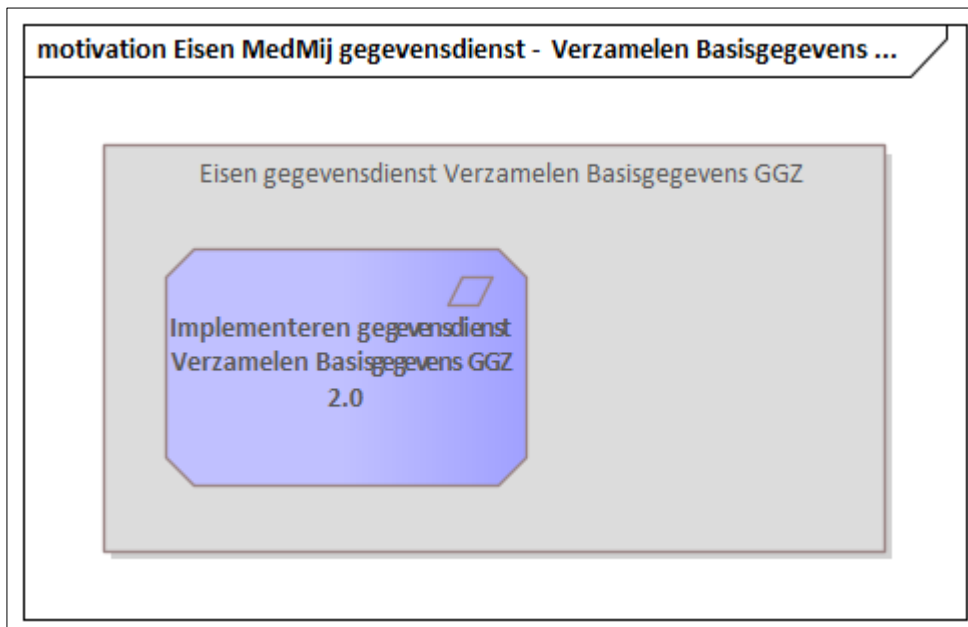 motivation Eisen MedMij gegevensdienst -  Verzamelen Basisgegevens ...
Eisen gegevensdienst Verzamelen Basisgegevens GGZ
Implementeren gegevensdienst
Verzamelen Basisgegevens GGZ
2.0